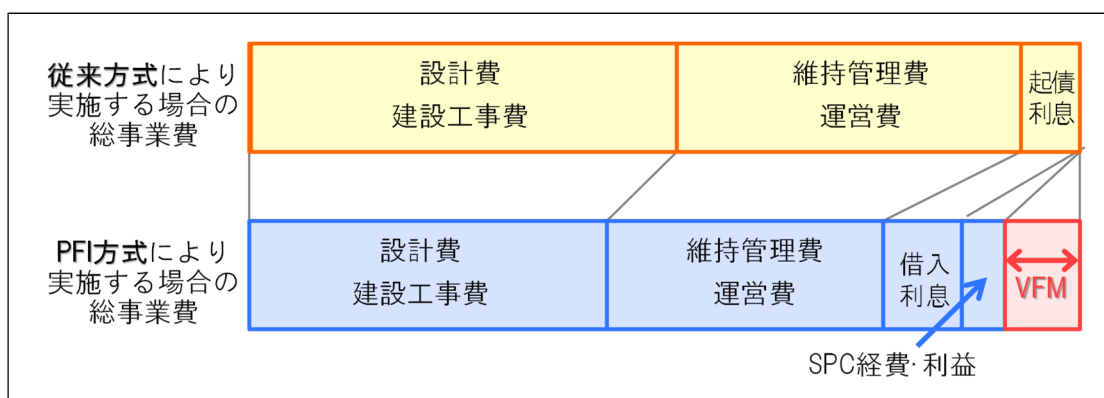 従来方式により
実施する場合の
総事業費
設計費
建設工事費
維持管理費
運営費
起債
利息
PFI方式により
実施する場合の
総事業費
設計費
建設工事費
維持管理費
運営費
借入
利息
VFM
SPC経費・利益